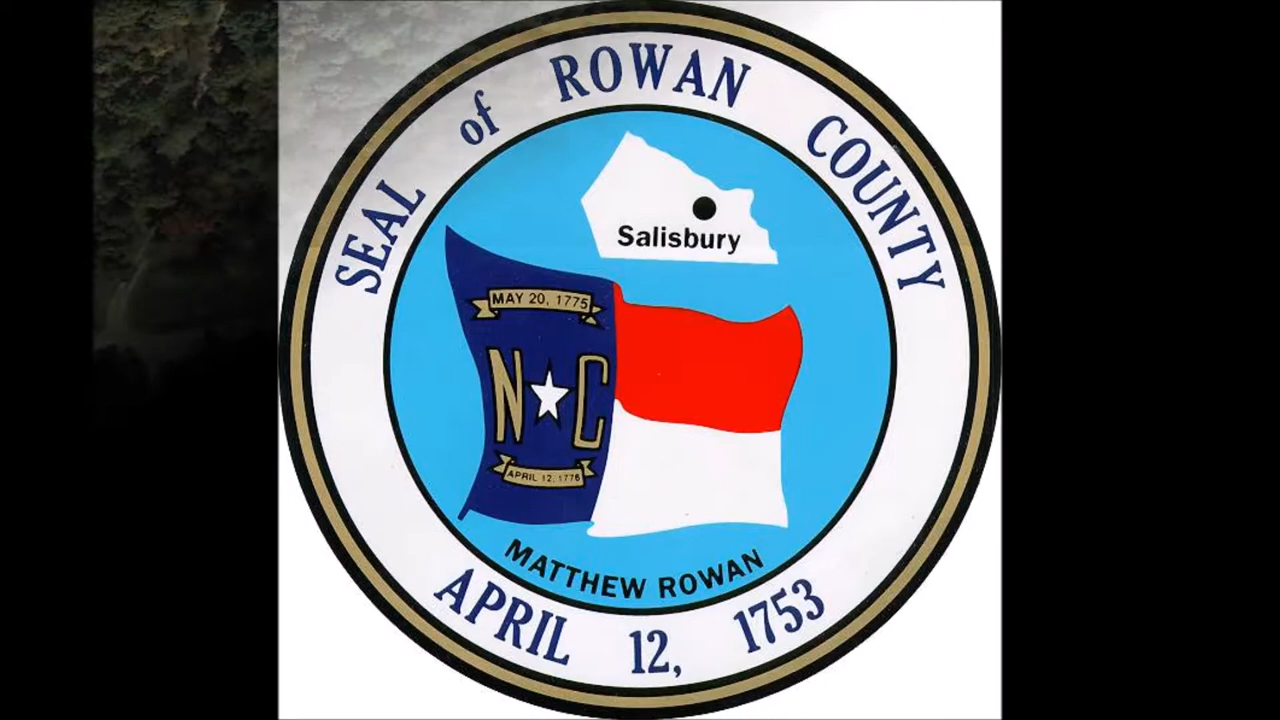 SEAL of ROWAN COUNTY
Salisbury
MAY 20, 1775
N C
APRIL 12, 1776
MATTHEW ROWAN
APRIL 12, 1753